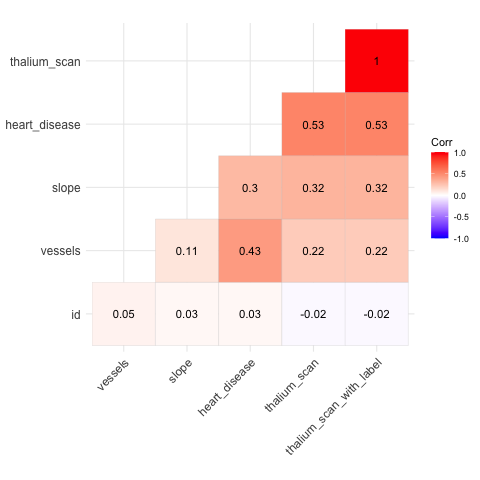 thalium_scan
1
heart_disease
0.53
0.53
Corr
1.0
0.5
0.0
-0.5
-1.0
slope
0.3
0.32
0.32
vessels
0.11
0.43
0.22
0.22
id
0.05
0.03
0.03
-0.02
-0.02
vessels
slope
heart_disease
thalium_scan
thalium_scan_with_label